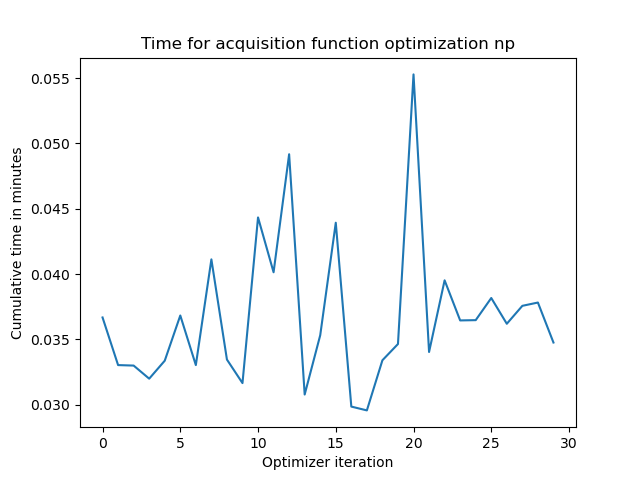 Time for acquisition function optimization np
Cumulative time in minutes
0.055
0.050
0.045
0.040
0.035
0.030
0 5 10 15 20 25 30
Optimizer iteration